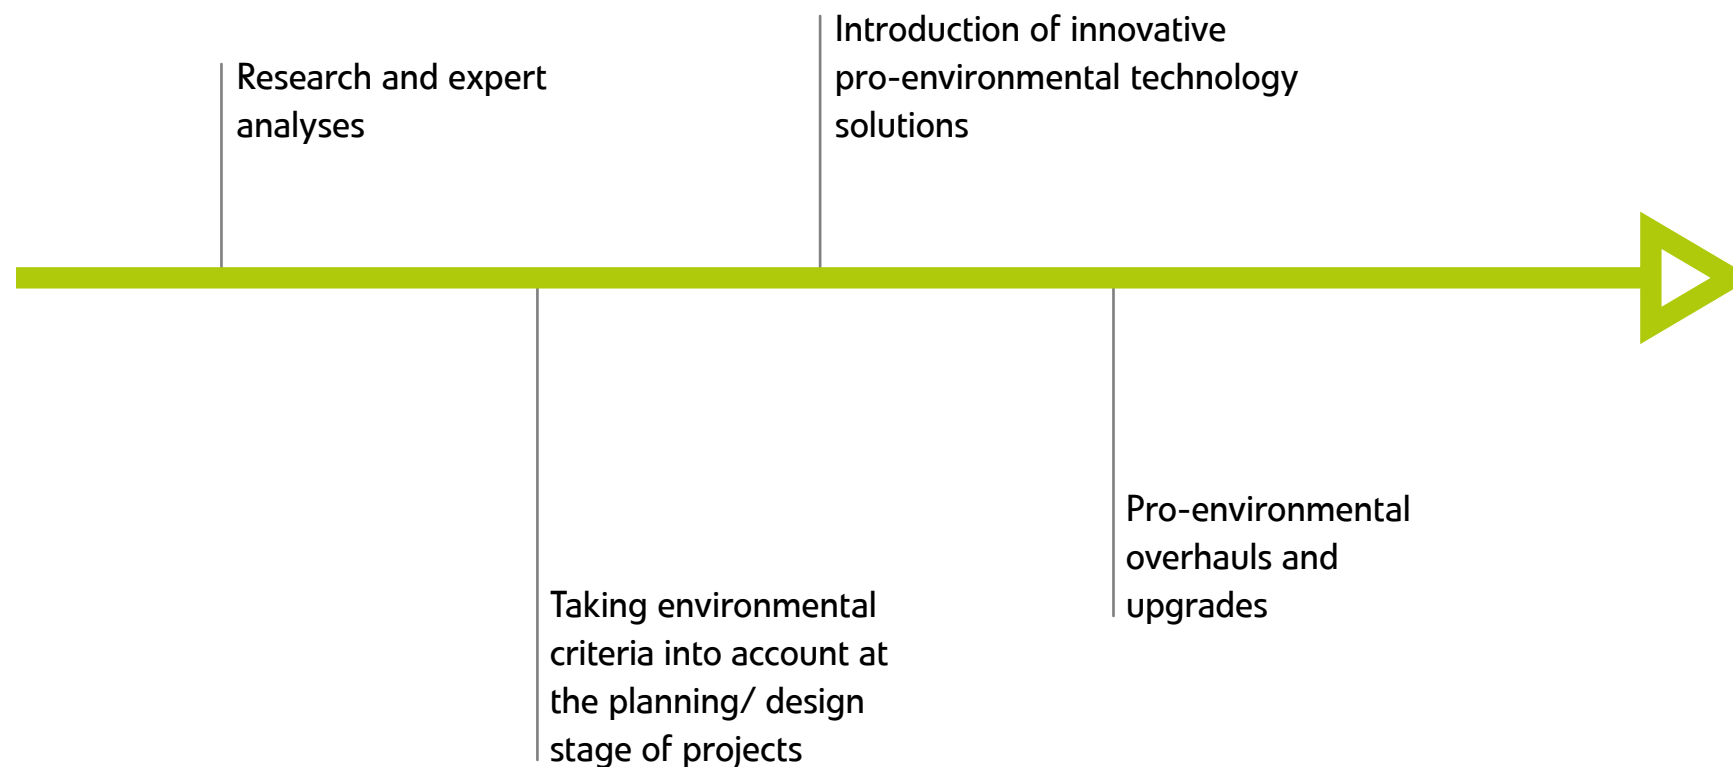 Research and expert
analyses
Taking environmental
criteria into account at
the planning/ design
stage of projects
Introduction of innovative
pro-environmental technology
solutions
Pro-environmental
overhauls and
upgrades